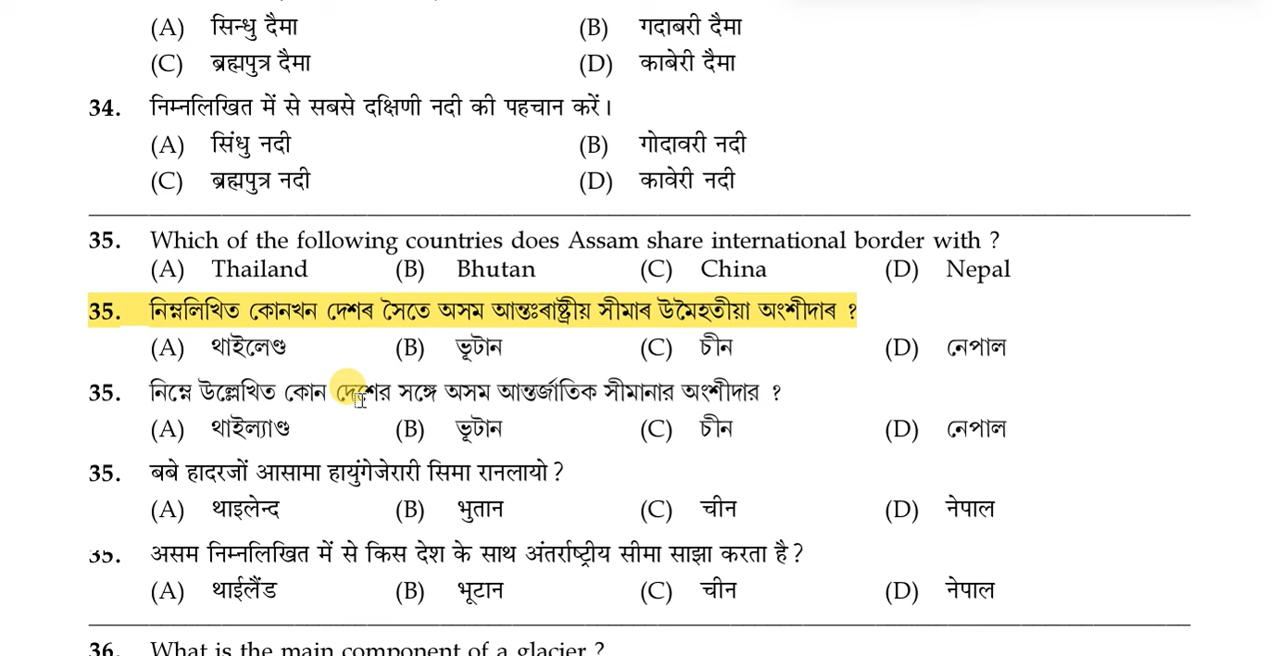 (A) सिन्धु दैमा (B) गदाबरी दैमा
(C) ब्रह्मपुत्र दैमा (D) काबेरी दैमा
34. निम्नलिखित में से सबसे दक्षिणी नदी की पहचान करें।
(A) सिंधु नदी (B) गोदावरी नदी
(C) ब्रह्मपुत्र नदी (D) कावेरी नदी
35. Which of the following countries does Assam share international border with ?
(A) Thailand (B) Bhutan (C) China (D) Nepal
35. নিম্নলিখিত কোনখন দেশৰ সৈতে অসম আন্তঃৰাষ্ট্ৰীয় সীমাৰ উমৈহতীয়া অংশীদাৰ ?
(A) থাইলেণ্ড (B) ভূটান (C) চীন (D) নেপাল
35. নিম্নে উল্লেখিত কোন দেশের সঙ্গে অসম আন্তর্জাতিক সীমানার অংশীদার ?
(A) থাইল্যাণ্ড (B) ভূটান (C) চীন (D) নেপাল
35. बबे हादरजों आसामा हायुंगेजेरारी सिमा रानलायो ?
(A) थाइलेन्द (B) भुतान (C) चीन (D) नेपाल
35. असम निम्नलिखित में से किस देश के साथ अंतर्राष्ट्रीय सीमा साझा करता है ?
(A) थाईलैंड (B) भूटान (C) चीन (D) नेपाल
36. What is the main component of a glacier ?